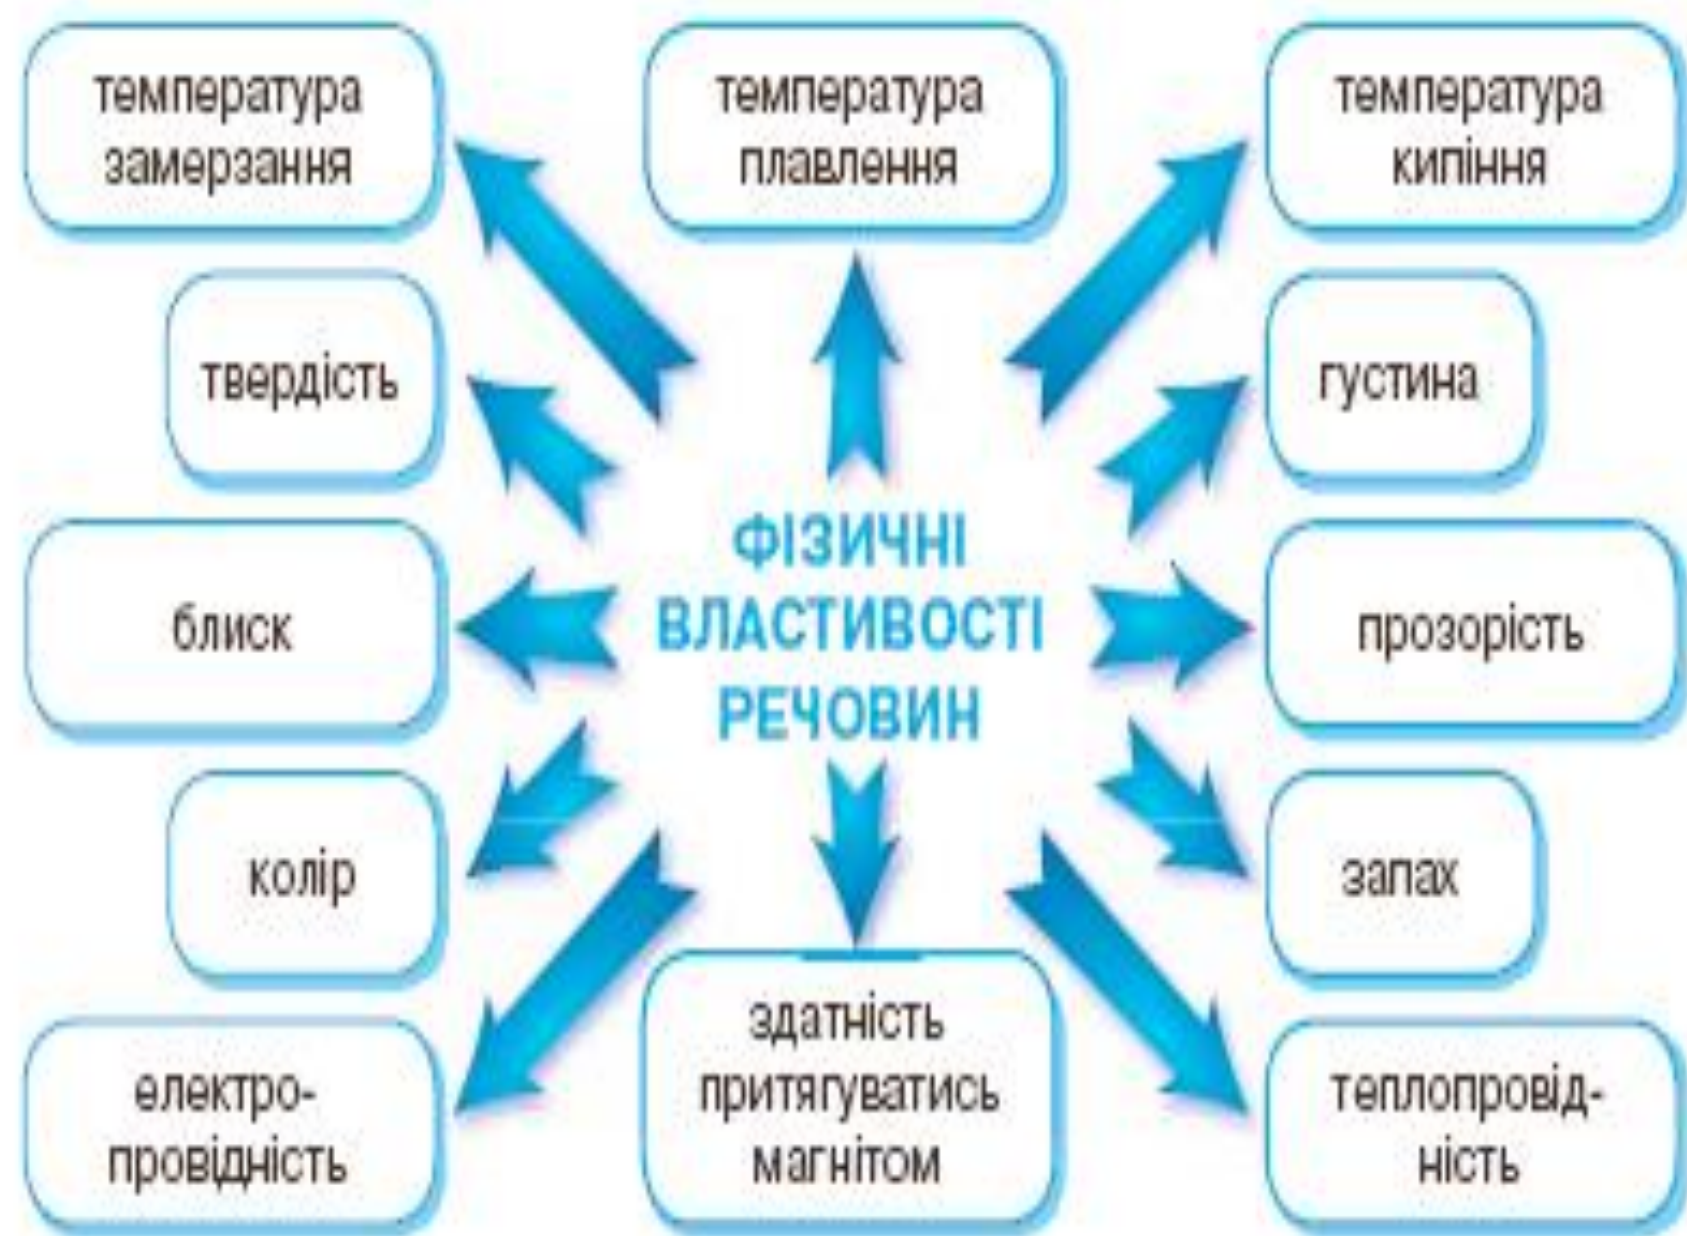 температура
замерзання
температура
плавлення
температура
кипіння
твердість
густина
ФІЗИЧНІ
ВЛАСТИВОСТІ
РЕЧОВИН
блиск
прозорість
колір
запах
електро-
провідність
здатність
притягуватись
магнітом
теплопровід-
ність